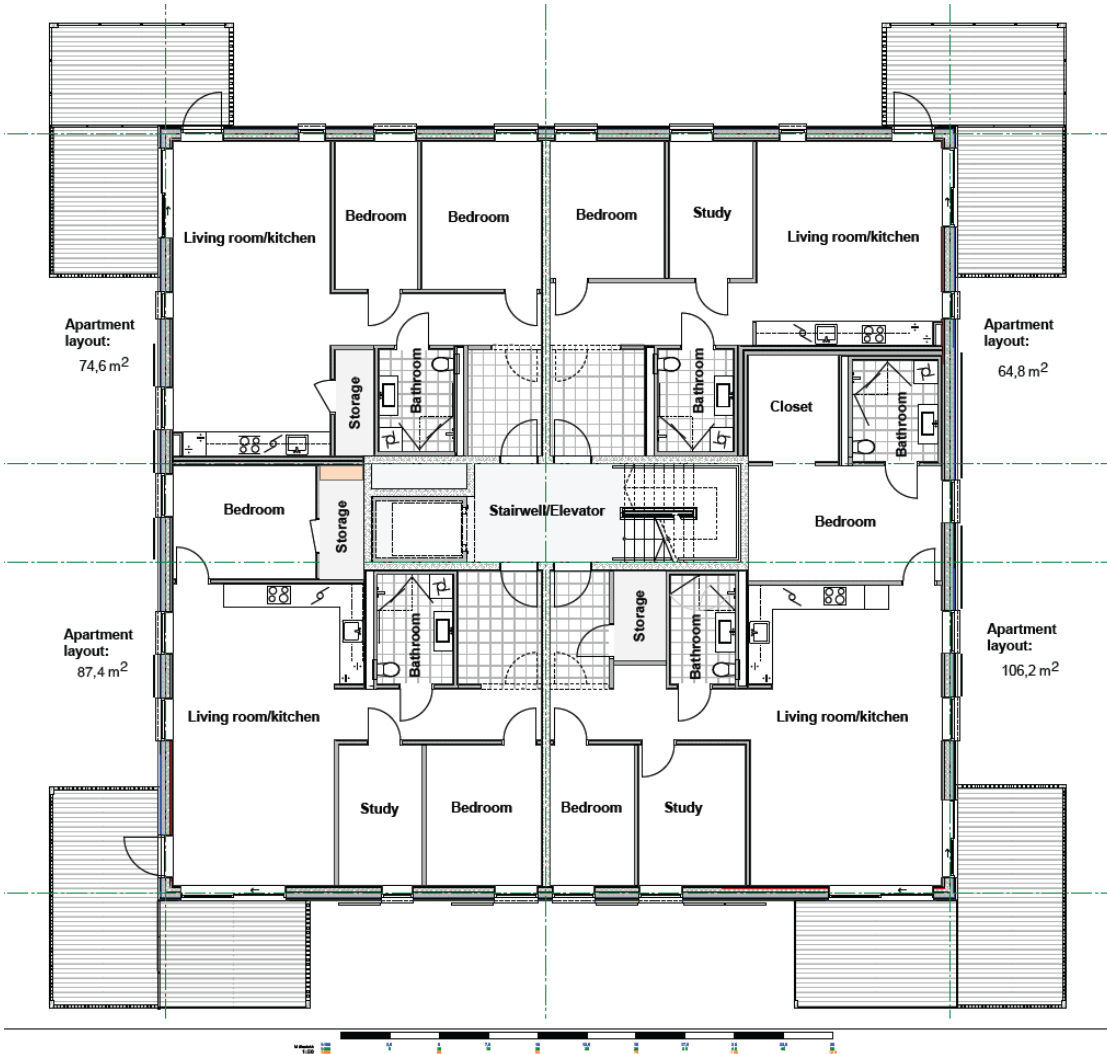 Bedroom
Bedroom
Bedroom
Study
Living room/kitchen
Living room/kitchen
Apartment
layout:
74,6 m2
Apartment
layout:
64,8 m2
Storage
Bathroom
Bathroom
Closet
Bathroom
Bedroom
Storage
Stairwell/Elevator
Bedroom
Apartment
layout:
87,4 m2
Bathroom
Storage
Bathroom
Apartment
layout:
106,2 m2
Living room/kitchen
Living room/kitchen
Study
Bedroom
Bedroom
Study
1:50